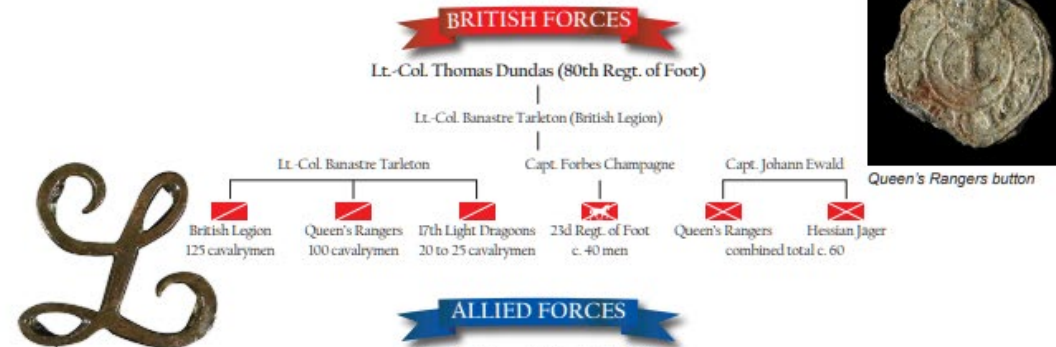 BRITISH FORCES
Lt.-Col. Thomas Dundas (80th Regt. of Foot)
Lt.-Col. Banastre Tarleton (British Legion)
Lt.-Col. Banastre Tarleton
Capt. Forbes Champagne
Capt. Johann Ewald
Queen's Rangers button
British Legion
125 cavalrymen
Queen's Rangers
100 cavalrymen
17th Light Dragoons
20 to 25 cavalrymen
23d Regt. of Foot
c. 40 men
Queen's Rangers
Hessian Jager
combined total c. 60
ALLIED FORCES